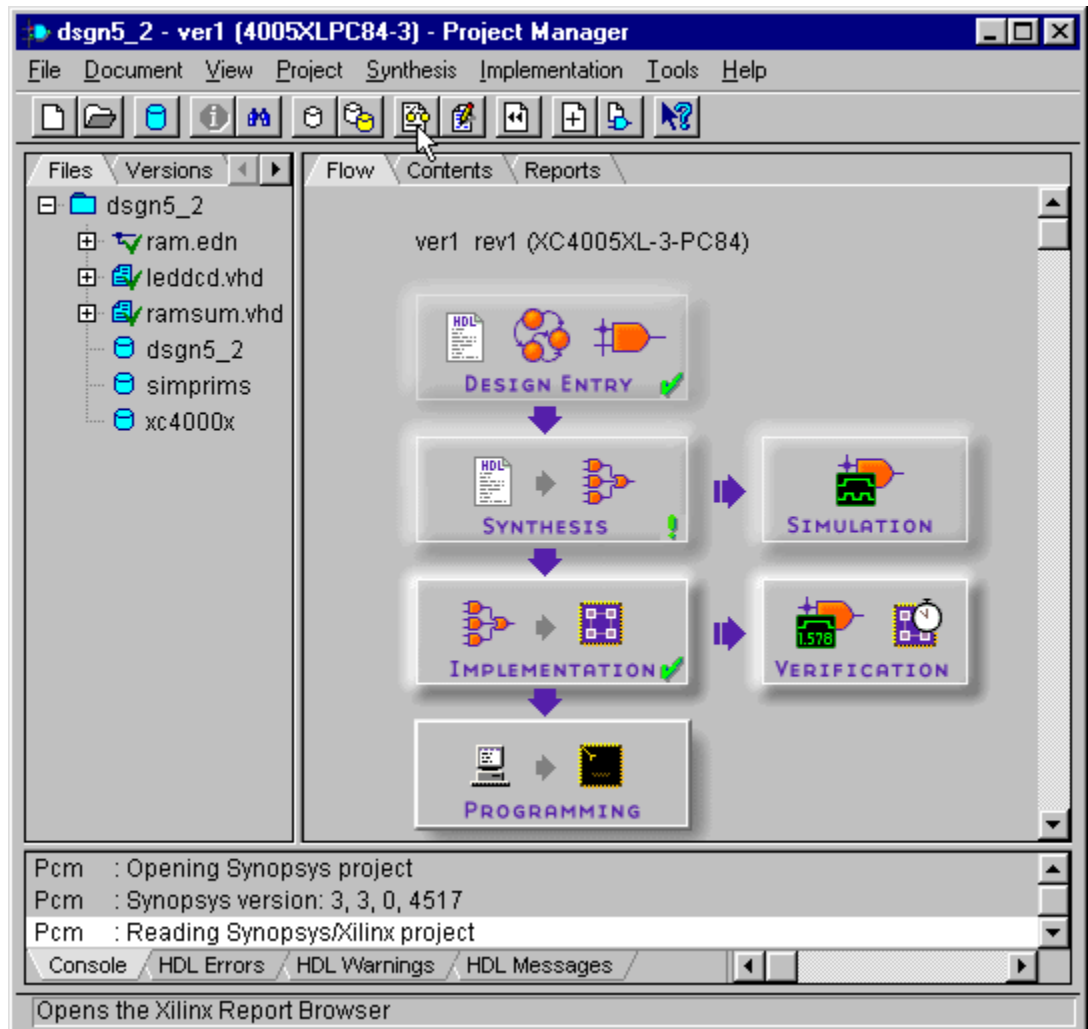 dsgn5_2 - ver1 (4005XLPC84-3) - Project Manager
File Document View Project Synthesis Implementation Tools Help
Files Versions
Flow Contents Reports
dsgn5_2
ram.edn
leddcd.vhd
ramsum.vhd
dsgn5_2
simprims
xc4000x
ver1 rev1 (XC4005XL-3-PC84)
HDL
DESIGN ENTRY
HDL
SYNTHESIS
SIMULATION
IMPLEMENTATION
1.578
VERIFICATION
PROGRAMMING
Pcm : Opening Synopsys project
Pcm : Synopsys version: 3, 3, 0, 4517
Pcm : Reading Synopsys/Xilinx project
Console HDL Errors HDL Warnings HDL Messages
Opens the Xilinx Report Browser